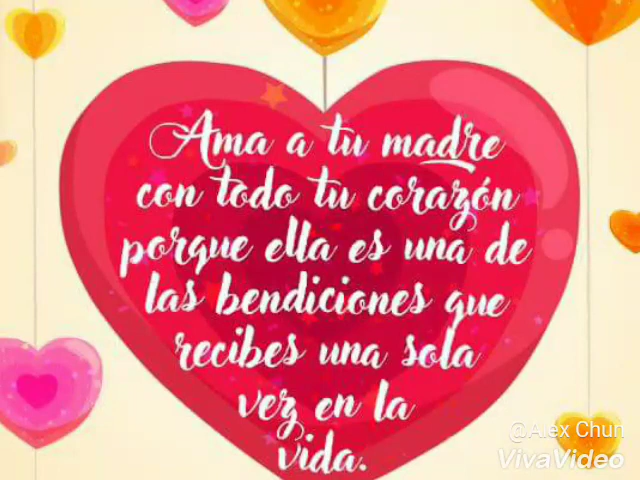 Ama a tu madre
con todo tu corazón
porque ella es una de
las bendiciones que
recibes una sola
vez en la
vida.
@Alex Chun
VivaVideo